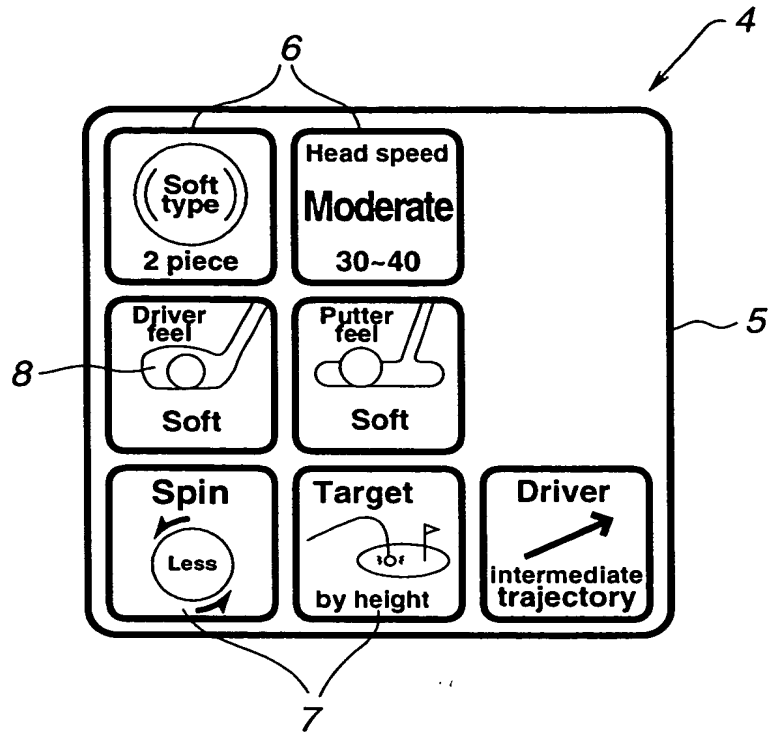 4
6
Soft
type
2 piece
Head speed
Moderate
30~40
5
Driver
feel
Soft
Putter
feel
Soft
8
Spin
Less
Target
by height
Driver
intermediate
trajectory
7